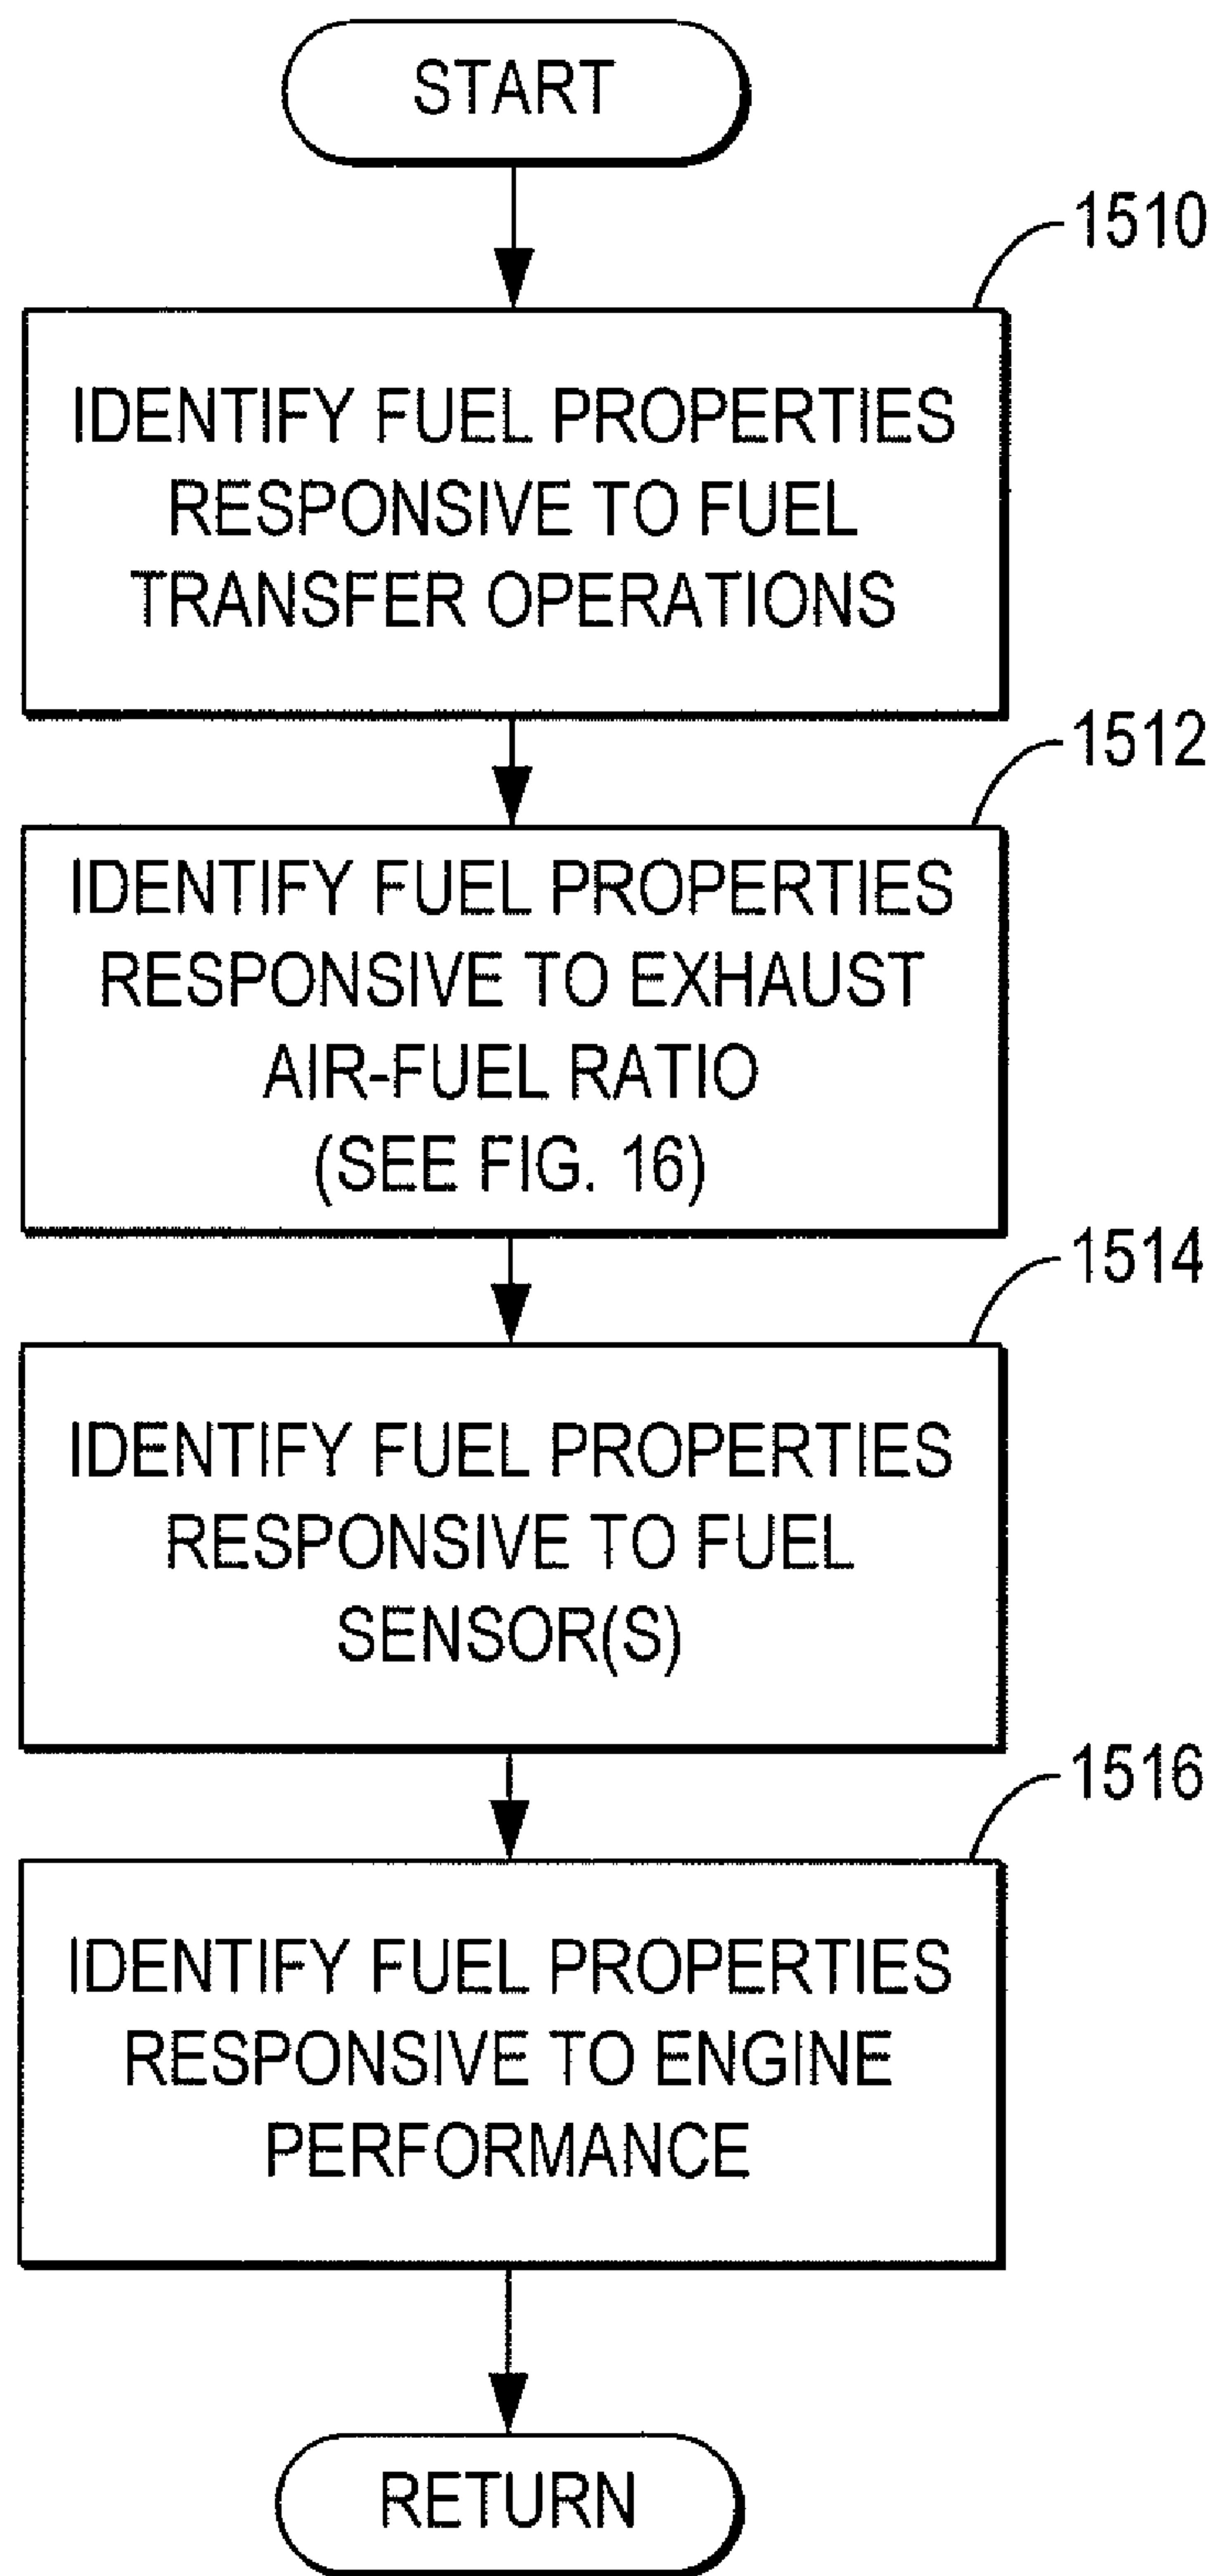 START
1510
IDENTIFY FUEL PROPERTIES
RESPONSIVE TO FUEL
TRANSFER OPERATIONS
1512
IDENTIFY FUEL PROPERTIES
RESPONSIVE TO EXHAUST
AIR-FUEL RATIO
(SEE FIG. 16)
1514
IDENTIFY FUEL PROPERTIES
RESPONSIVE TO FUEL
SENSOR(S)
1516
IDENTIFY FUEL PROPERTIES
RESPONSIVE TO ENGINE
PERFORMANCE
RETURN